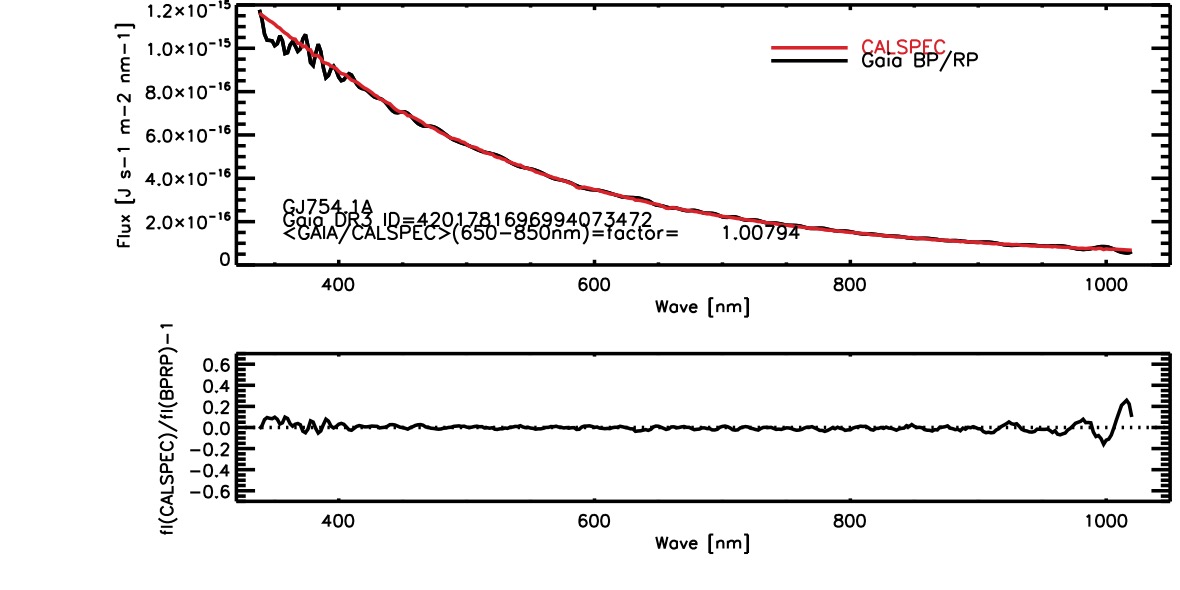 1.2×10−15
1.0×10−15
8.0×10−16
6.0×10−16
4.0×10−16
2.0×10−16
0
Flux [J s−1 m−2 nm−1]
CALSPEC
Gaia BP/RP
GJ754.1A
Gaia DR3 ID=4201781696994073472
<GAIA/CALSPEC>(650−850nm)=factor= 1.00794
400 600 800 1000
Wave [nm]
fl(CALSPEC)/fl(BPRP)−1
0.6
0.4
0.2
0.0
−0.2
−0.4
−0.6
400 600 800 1000
Wave [nm]